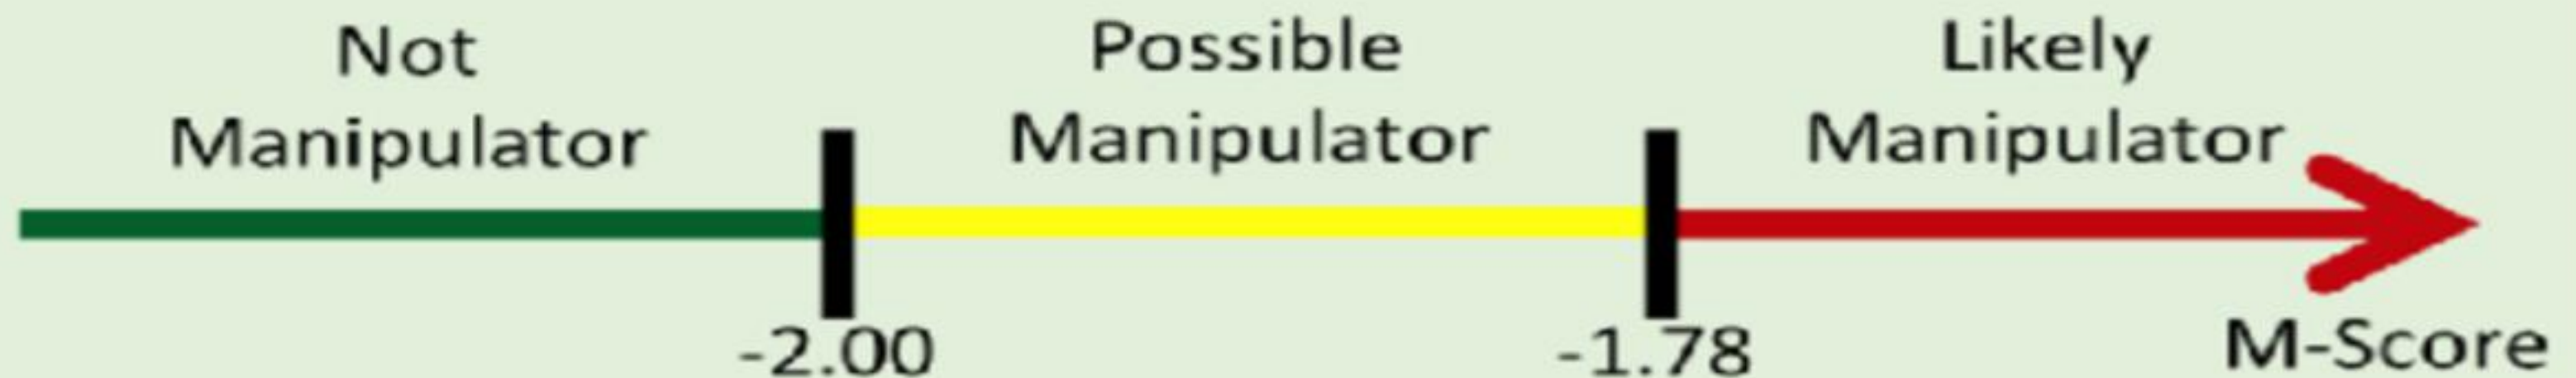 Not
Manipulator
Possible
Manipulator
Likely
Manipulator
-2.00
-1.78
M-Score